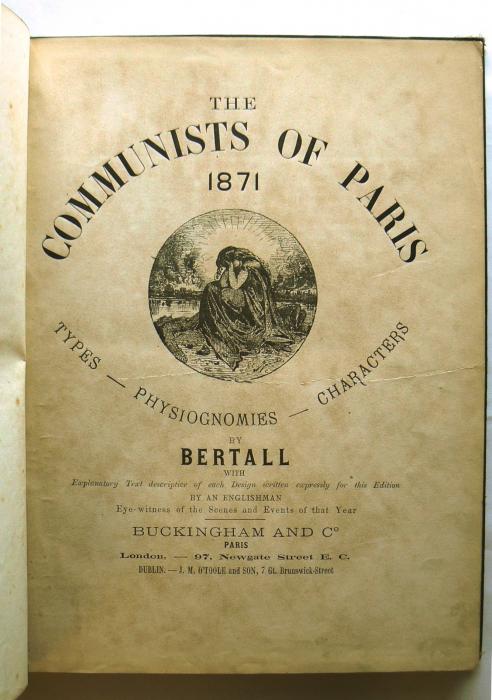 THE
COMMUNISTS OF PARIS
1871
TYPES — PHYSIOGNOMIES — CHARACTERS
BY
BERTALL
WITH
Explanatory Text descriptive of each Design written expressly for this Edition
BY AN ENGLISHMAN
Eye-witness of the Scenes and Events of that Year
BUCKINGHAM AND Cº
PARIS
London. — 97, Newgate Street E. C.
DUBLIN. — J. M. O'TOOLE and SON, 7 Gt. Brunswick-Street